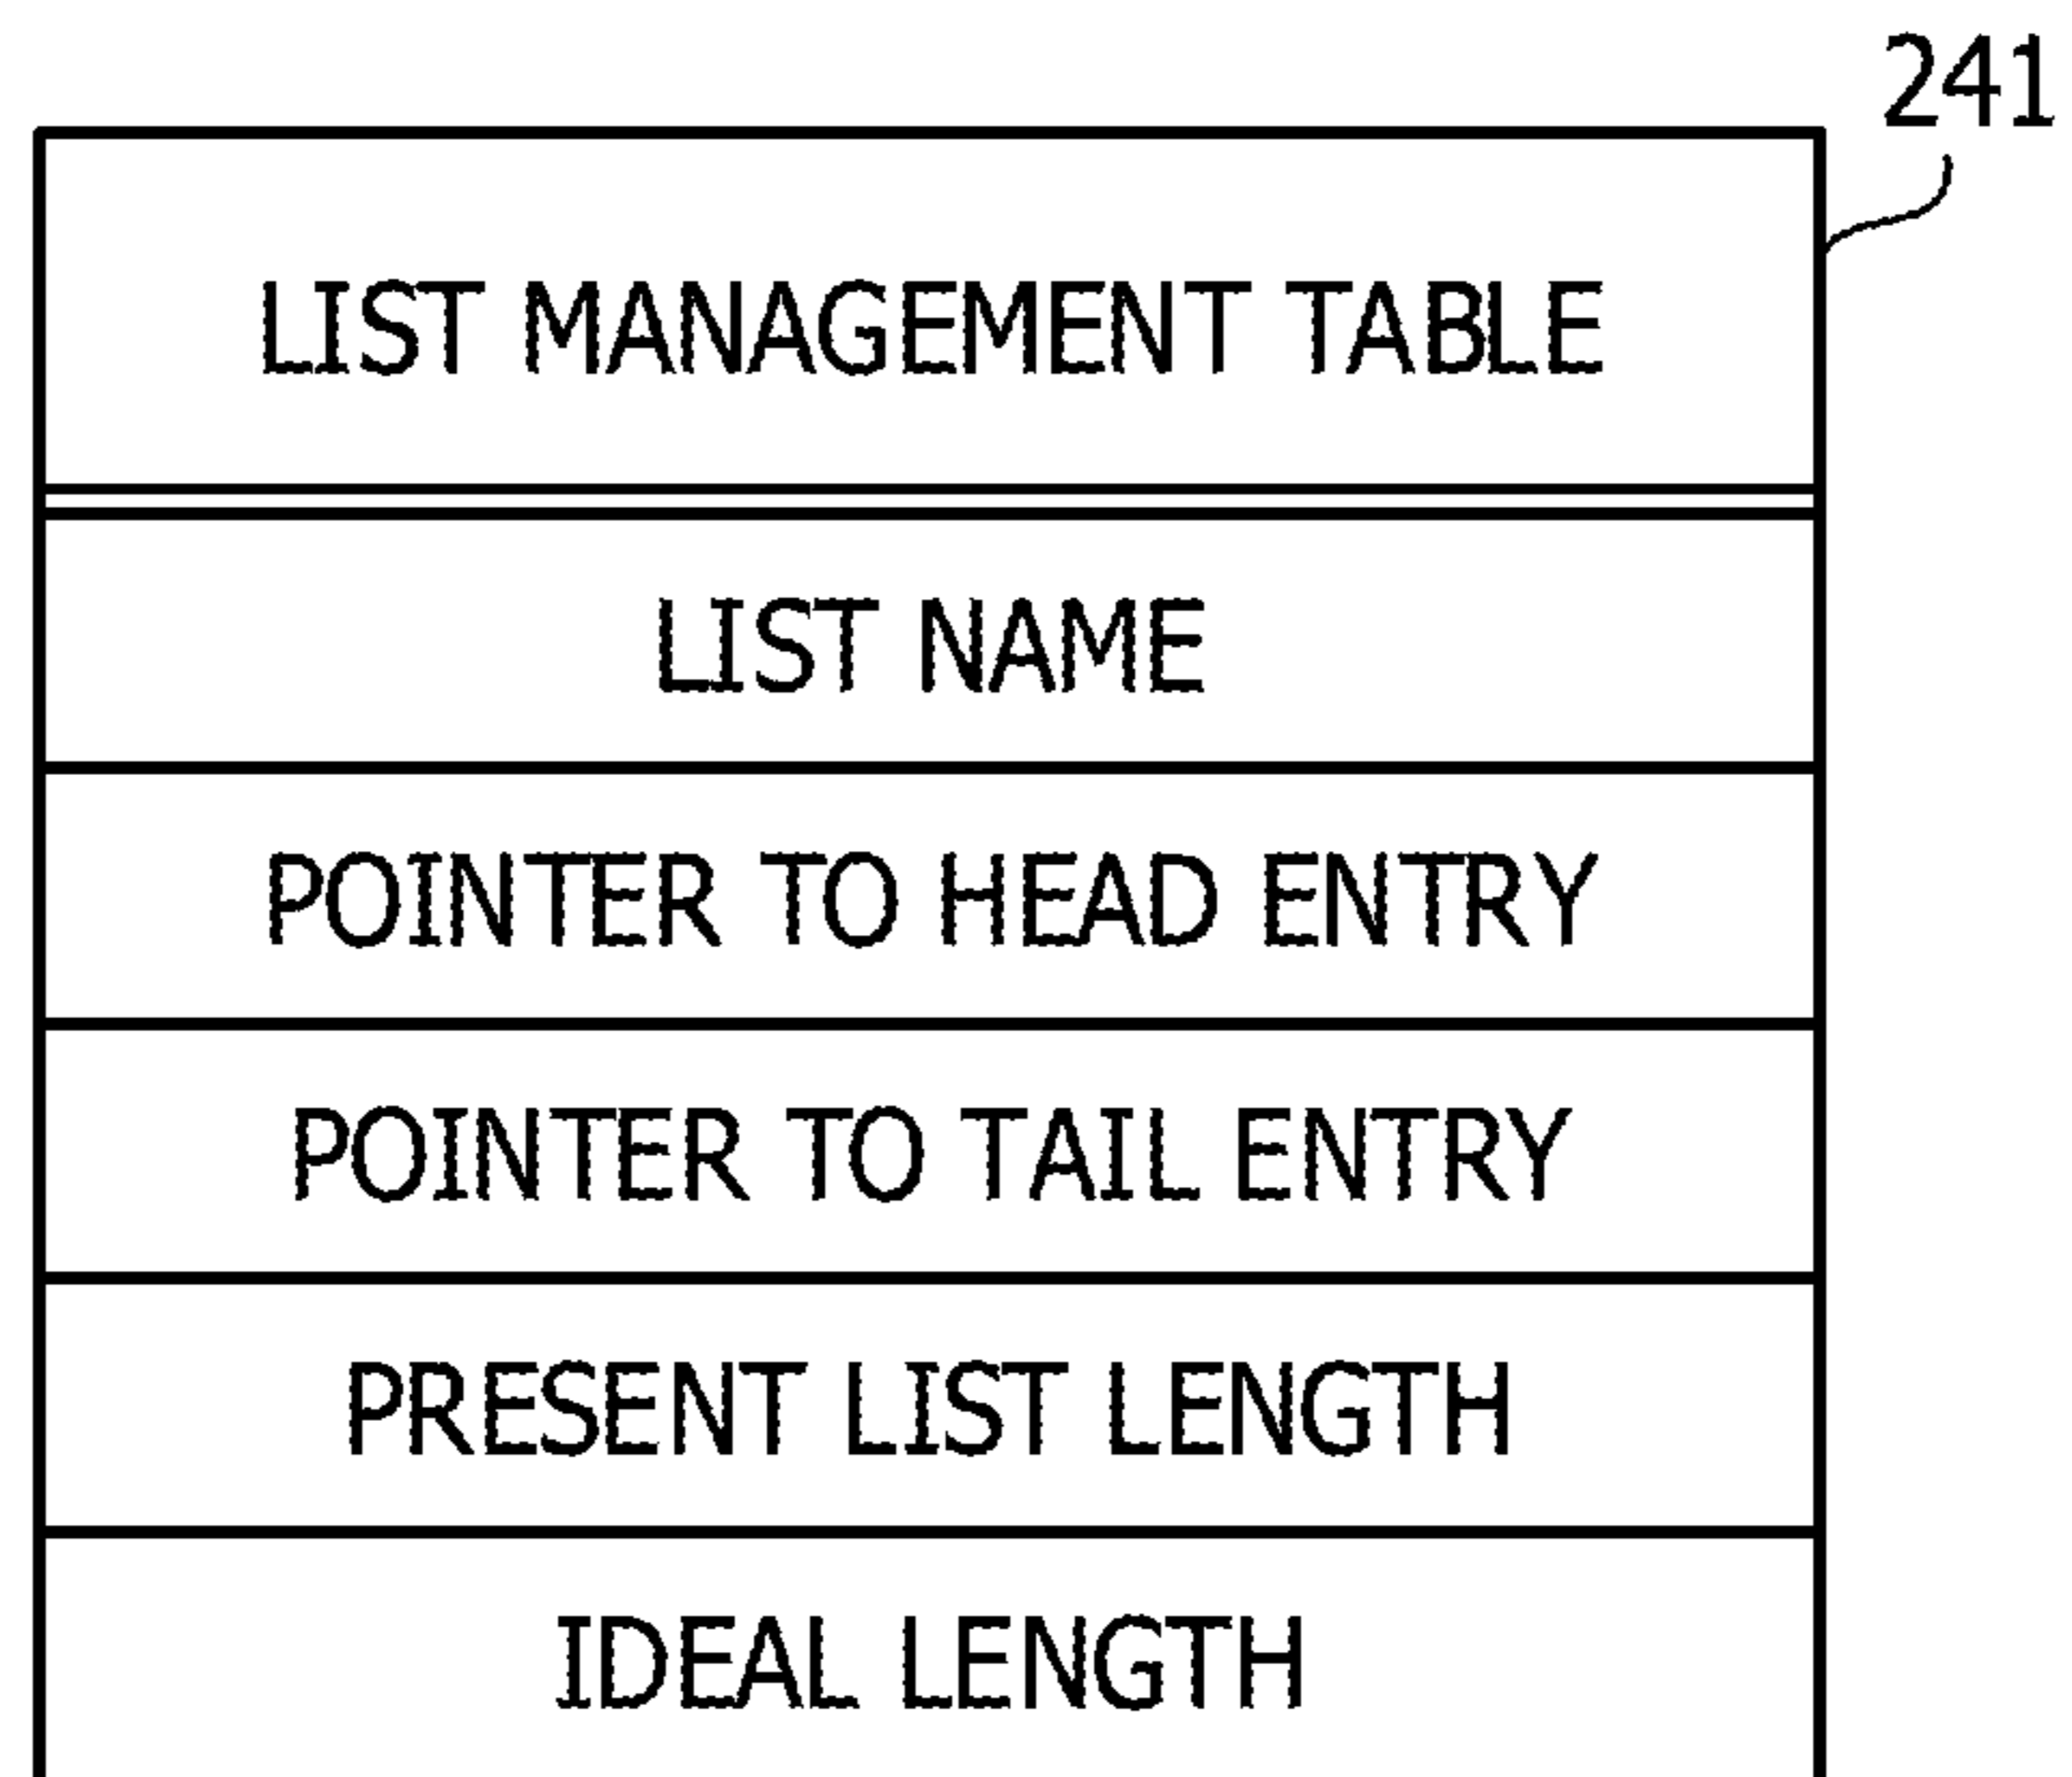 241
LIST MANAGEMENT TABLE
LIST NAME
POINTER TO HEAD ENTRY
POINTER TO TAIL ENTRY
PRESENT LIST LENGTH
IDEAL LENGTH